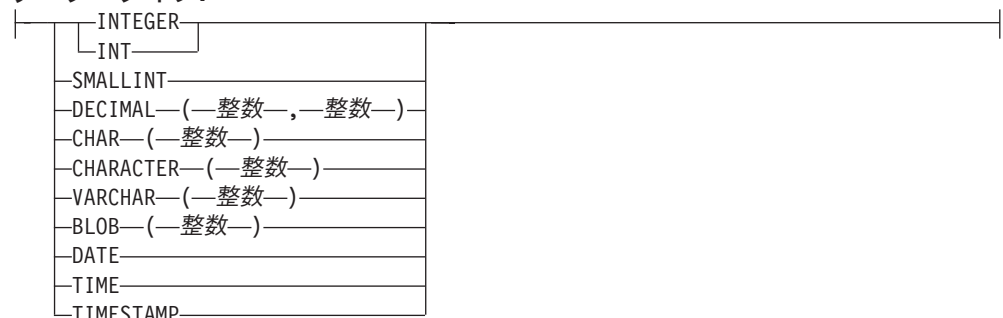 INTEGER
INT
SMALLINT
DECIMAL (整数 , 整数 )
CHAR (整数 )
CHARACTER (整数 )
VARCHAR (整数 )
BLOB (整数 )
DATE
TIME
TIMESTAMP